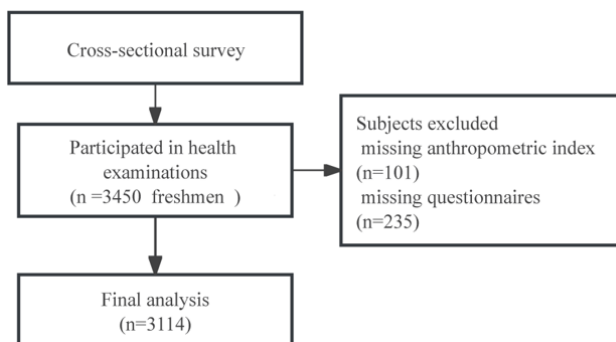 Cross-sectional survey
Participated in health
examinations
(n =3450 freshmen )
Subjects excluded
missing anthropometric index
(n=101)
missing questionnaires
(n=235)
Final analysis
(n=3114)